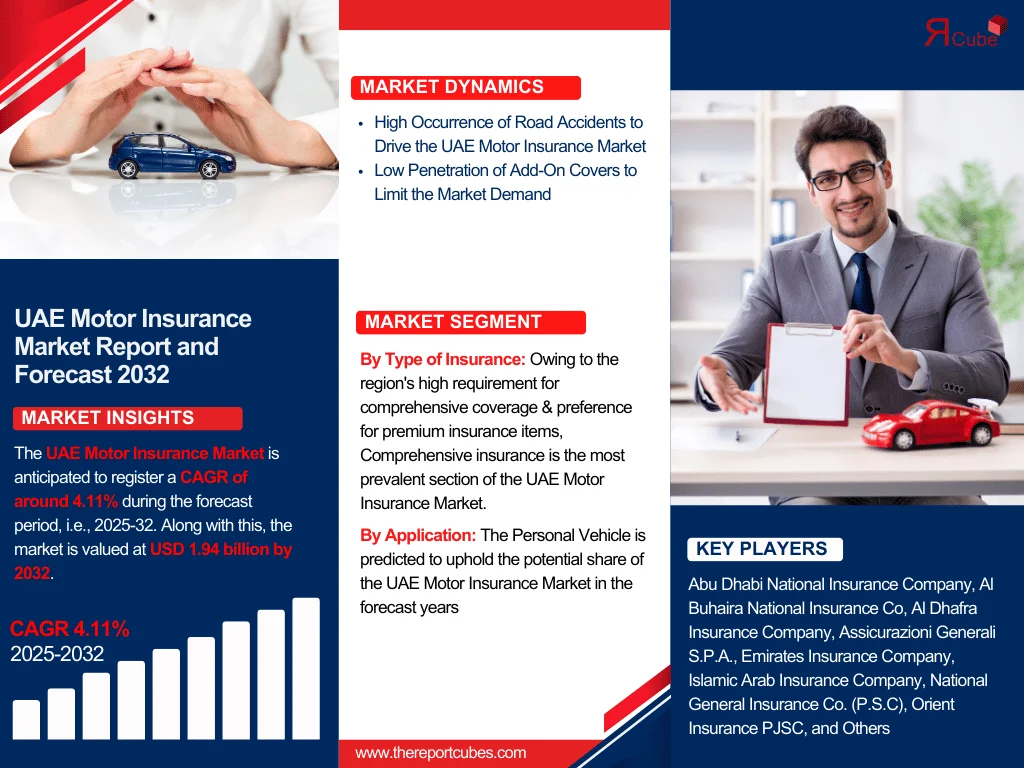 UAE Motor Insurance
Market Report and
Forecast 2032
MARKET INSIGHTS
The UAE Motor Insurance Market is
anticipated to register a CAGR of
around 4.11% during the forecast
period, i.e., 2025-32. Along with this, the
market is valued at USD 1.94 billion by
2032.
CAGR 4.11%
2025-2032
MARKET DYNAMICS
• High Occurrence of Road Accidents to
Drive the UAE Motor Insurance Market
• Low Penetration of Add-On Covers to
Limit the Market Demand
MARKET SEGMENT
By Type of Insurance: Owing to the
region's high requirement for
comprehensive coverage & preference
for premium insurance items,
Comprehensive insurance is the most
prevalent section of the UAE Motor
Insurance Market.
By Application: The Personal Vehicle is
predicted to uphold the potential share of
the UAE Motor Insurance Market in the
forecast years
www.thereportcubes.com
ЯCube
KEY PLAYERS
Abu Dhabi National Insurance Company, Al
Buhaira National Insurance Co, Al Dhafra
Insurance Company, Assicurazioni Generali
S.P.A., Emirates Insurance Company,
Islamic Arab Insurance Company, National
General Insurance Co. (P.S.C), Orient
Insurance PJSC, and Others